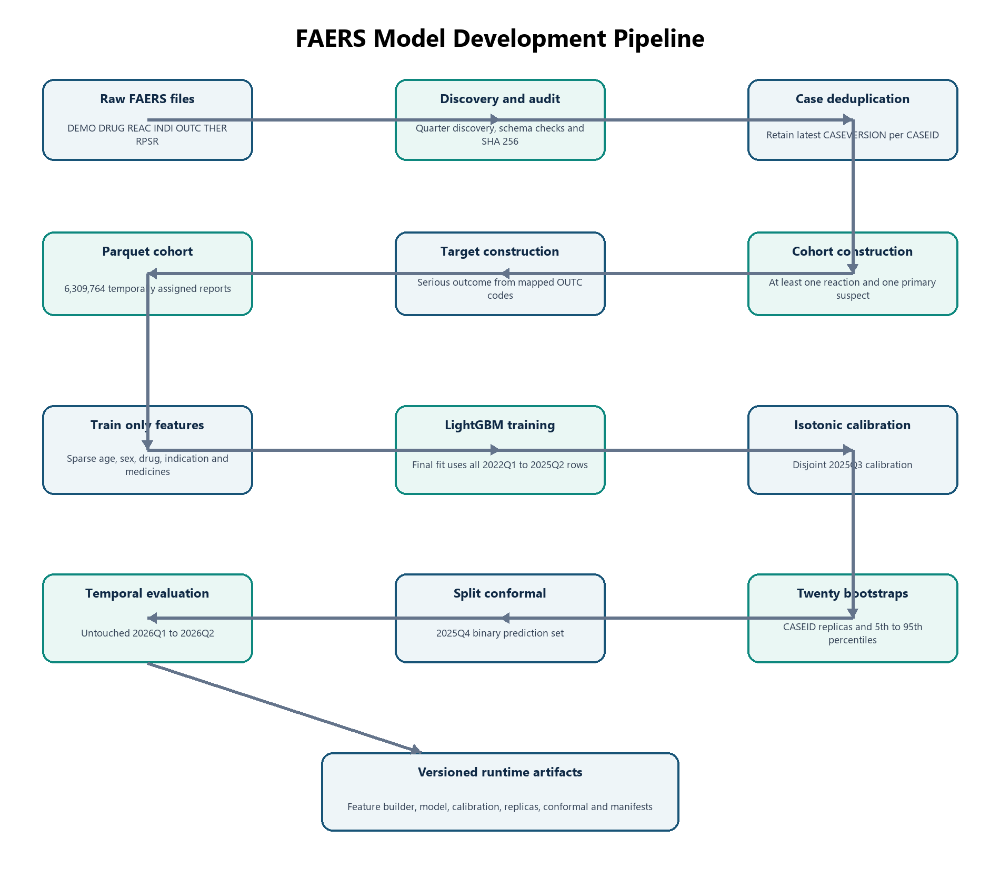 FAERS Model Development Pipeline
Raw FAERS files
DEMO DRUG REAC INDI OUTC THER
RPSR
Discovery and audit
Quarter discovery, schema checks and
SHA 256
Case deduplication
Retain latest CASEVERSION per CASEID
Parquet cohort
6,309,764 temporally assigned reports
Target construction
Serious outcome from mapped OUTC
codes
Cohort construction
At least one reaction and one primary
suspect
Train only features
Sparse age, sex, drug, indication and
medicines
LightGBM training
Final fit uses all 2022Q1 to 2025Q2 rows
Isotonic calibration
Disjoint 2025Q3 calibration
Temporal evaluation
Untouched 2026Q1 to 2026Q2
Split conformal
2025Q4 binary prediction set
Twenty bootstraps
CASEID replicas and 5th to 95th
percentiles
Versioned runtime artifacts
Feature builder, model, calibration, replicas, conformal and manifests